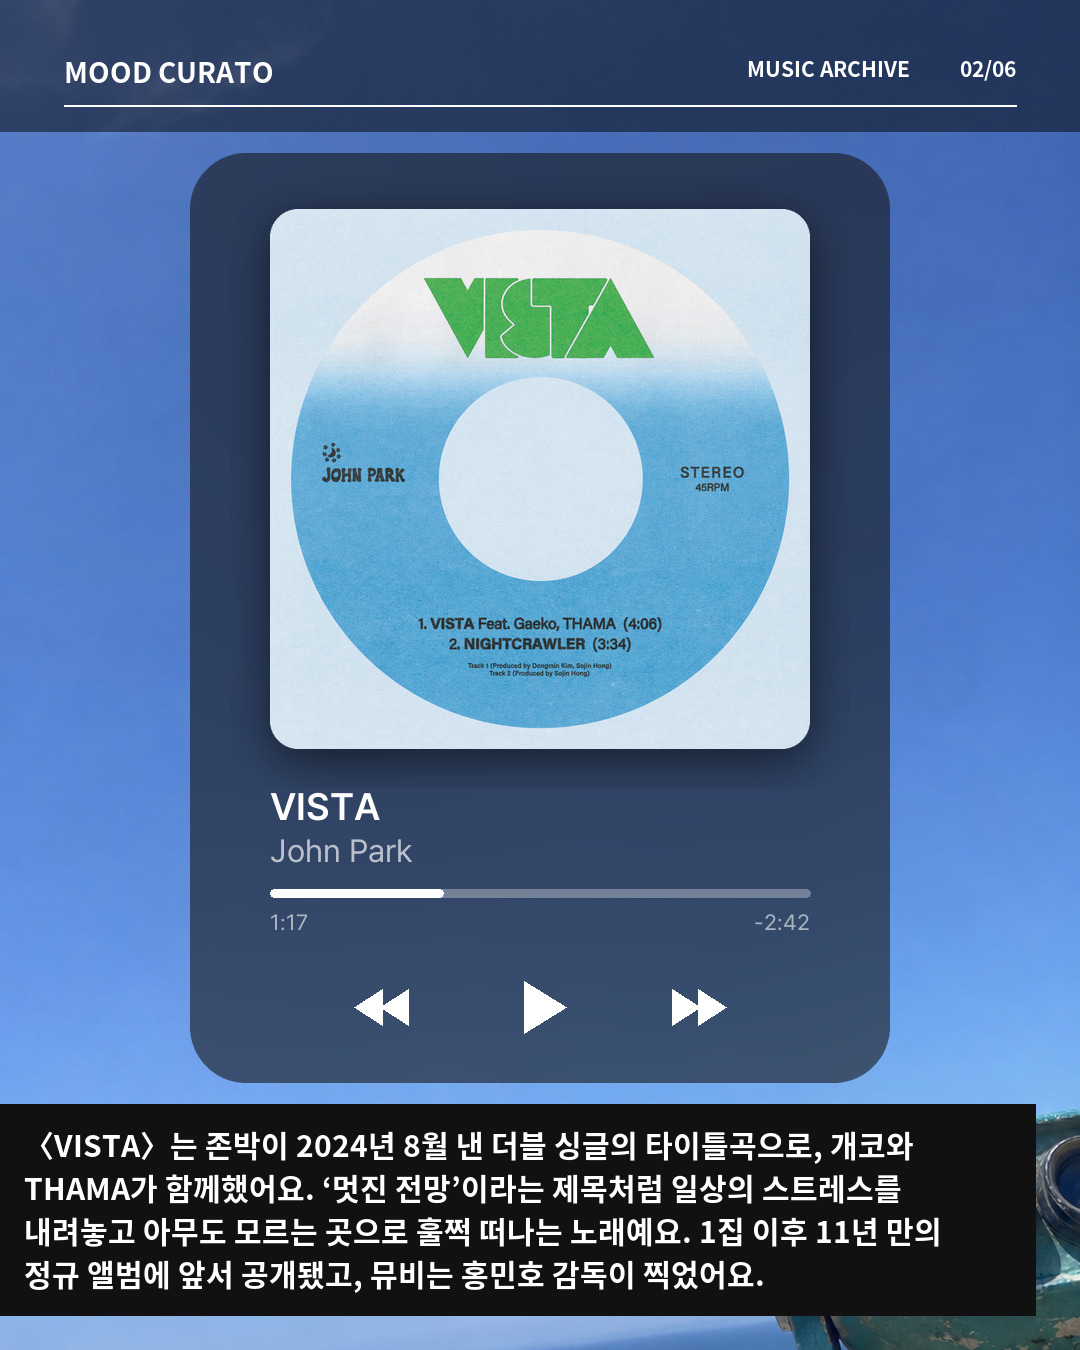 MOOD CURATO
MUSIC ARCHIVE 02/06
VISTA
JOHN PARK
STEREO
45RPM
1. VISTA Feat. Gaeko, THAMA (4:06)
2. NIGHTCRAWLER (3:34)
Track 1 (Produced by Dongmin Kim, Sojin Hong)
Track 2 (Produced by Sojin Hong)
VISTA
John Park
1:17 -2:42
〈VISTA〉는 존박이 2024년 8월 낸 더블 싱글의 타이틀곡으로, 개코와
THAMA가 함께했어요. ‘멋진 전망’이라는 제목처럼 일상의 스트레스를
내려놓고 아무도 모르는 곳으로 훌쩍 떠나는 노래예요. 1집 이후 11년 만의
정규 앨범에 앞서 공개됐고, 뮤비는 홍민호 감독이 찍었어요.